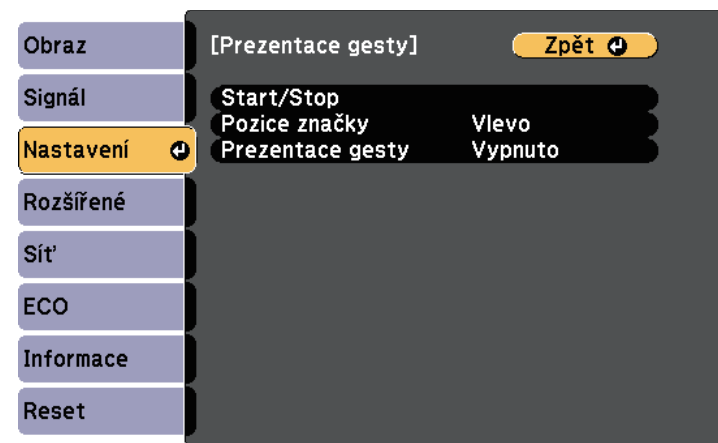 Obraz
Signál
Nastavení
Rozšířené
Síť
ECO
Informace
Reset
[Prezentace gesty] Zpět
Start/Stop
Pozice značky Vlevo
Prezentace gesty Vypnuto